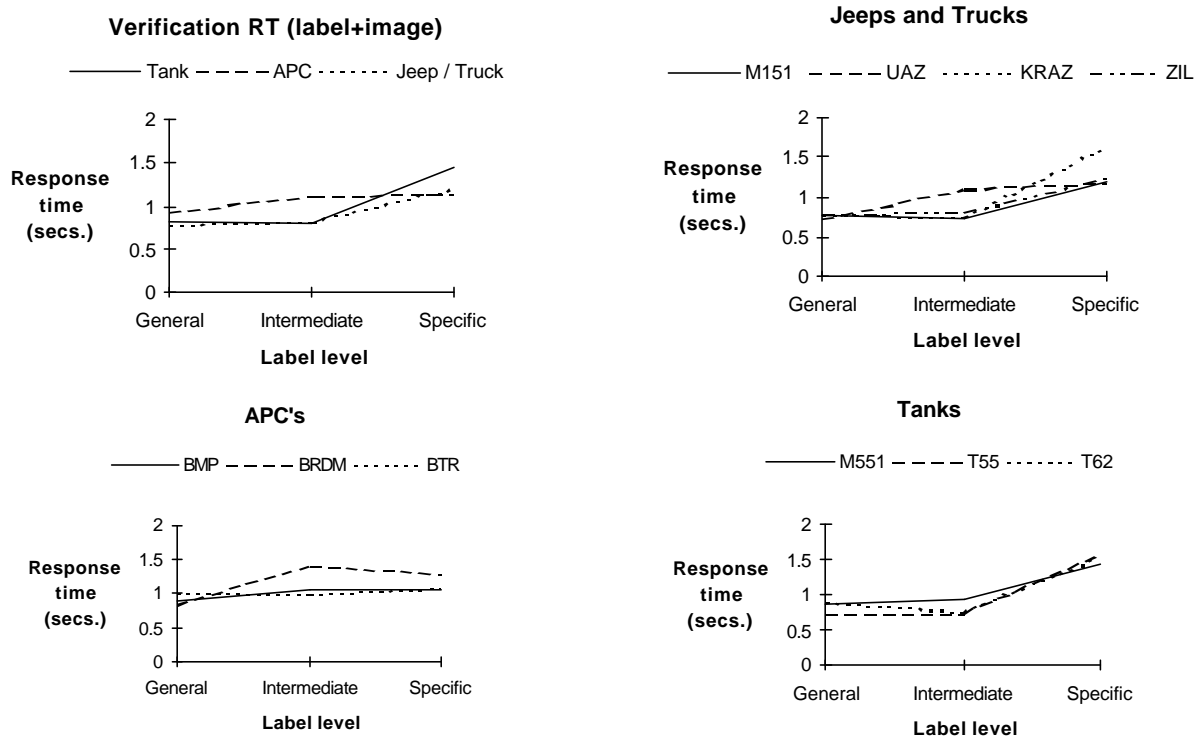 Verification RT (label+image)
Tank APC Jeep / Truck
2
1.5
1
0.5
0
Response
time
(secs.)
General Intermediate Specific
Label level
Jeeps and Trucks
M151 UAZ KRAZ ZIL
2
1.5
1
0.5
0
Response
time
(secs.)
General Intermediate Specific
Label level
APC's
BMP BRDM BTR
2
1.5
1
0.5
0
Response
time
(secs.)
General Intermediate Specific
Label level
Tanks
M551 T55 T62
2
1.5
1
0.5
0
Response
time
(secs.)
General Intermediate Specific
Label level